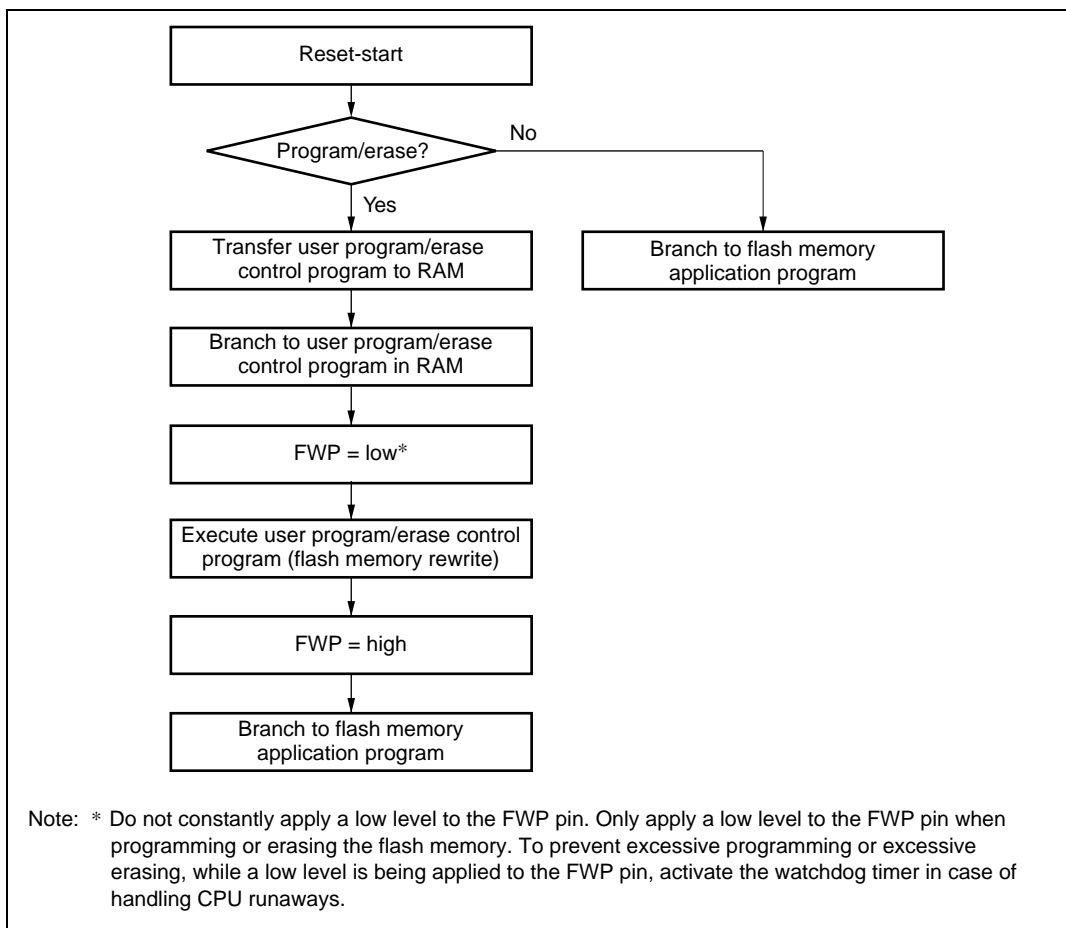 Reset-start
Program/erase?
No
Yes
Transfer user program/erase
control program to RAM
Branch to flash memory
application program
Branch to user program/erase
control program in RAM
FWP = low*
Execute user program/erase control
program (flash memory rewrite)
FWP = high
Branch to flash memory
application program
Note: * Do not constantly apply a low level to the FWP pin. Only apply a low level to the FWP pin when
programming or erasing the flash memory. To prevent excessive programming or excessive
erasing, while a low level is being applied to the FWP pin, activate the watchdog timer in case of
handling CPU runaways.